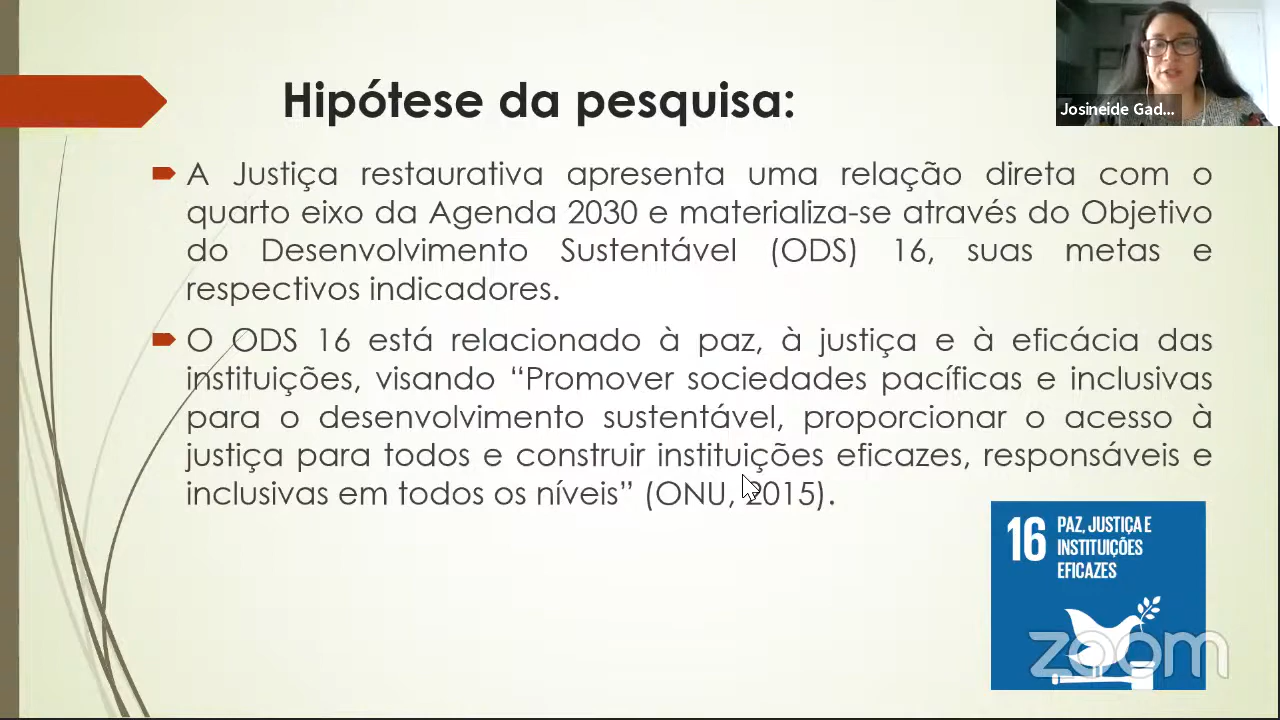 Hipótese da pesquisa:
Josineide Gad...
A Justiça restaurativa apresenta uma relação direta com o
quarto eixo da Agenda 2030 e materializa-se através do Objetivo
do Desenvolvimento Sustentável (ODS) 16, suas metas e
respectivos indicadores.
O ODS 16 está relacionado à paz, à justiça e à eficácia das
instituições, visando “Promover sociedades pacíficas e inclusivas
para o desenvolvimento sustentável, proporcionar o acesso à
justiça para todos e construir instituições eficazes, responsáveis e
inclusivas em todos os níveis” (ONU, 2015).
16 PAZ, JUSTIÇA E
INSTITUIÇÕES
EFICAZES
zoom